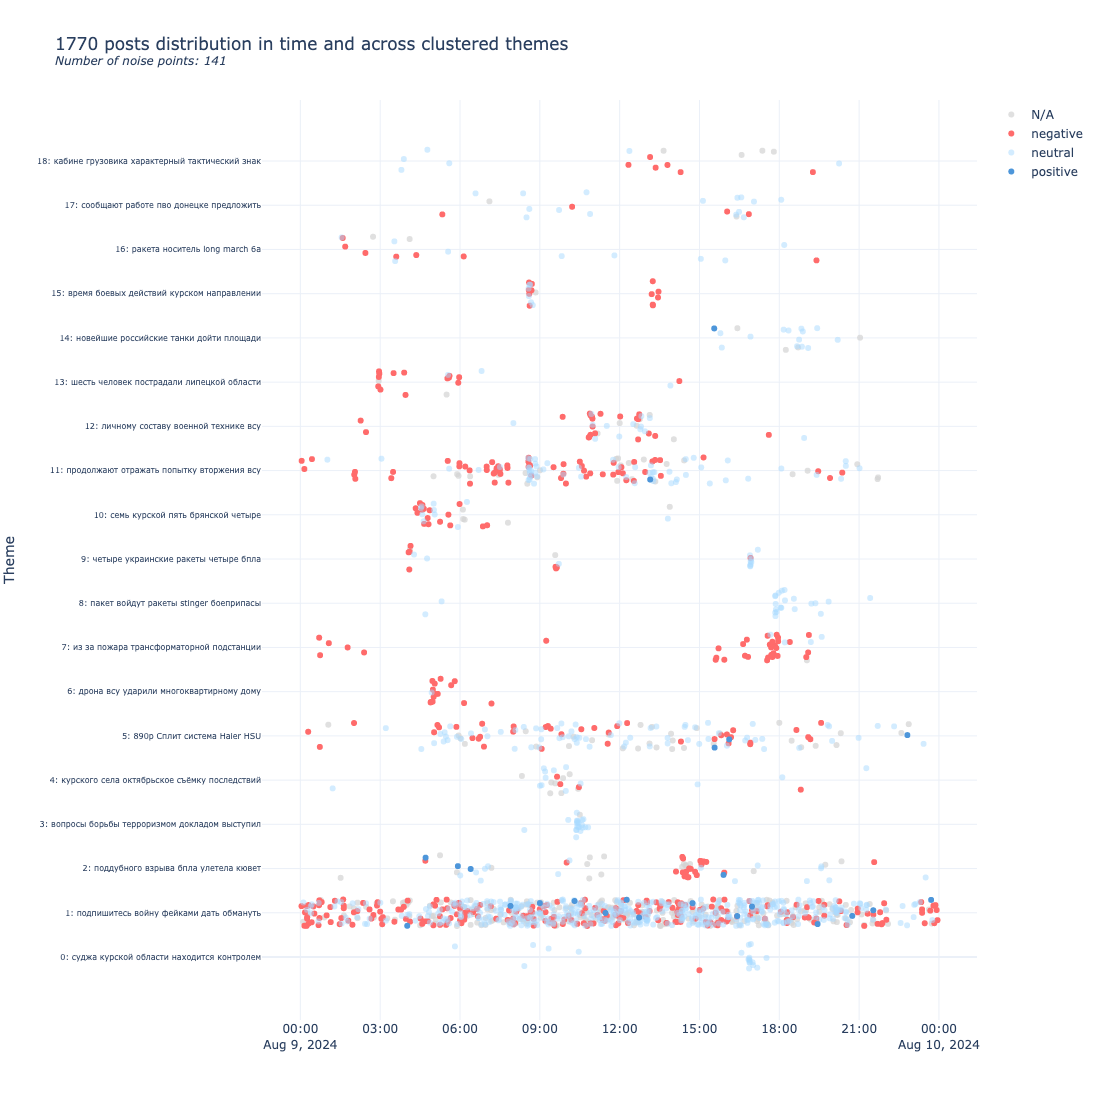 1770 posts distribution in time and across clustered themes
Number of noise points: 141
N/A
negative
neutral
positive
Theme
18: кабине грузовика характерный тактический знак
17: сообщают работе пво донецке предложить
16: ракета носитель long march 6a
15: время боевых действий курском направлении
14: новейшие российские танки дойти площади
13: шесть человек пострадали липецкой области
12: личному составу военной технике всу
11: продолжают отражать попытку вторжения всу
10: семь курской пять брянской четыре
9: четыре украинские ракеты четыре бпла
8: пакет войдут ракеты stinger боеприпасы
7: из за пожара трансформаторной подстанции
6: дрона всу ударили многоквартирному дому
5: 890р Сплит система Haier HSU
4: курского села октябрьское съёмку последствий
3: вопросы борьбы терроризмом докладом выступил
2: поддубного взрыва бпла улетела кювет
1: подпишитесь войну фейками дать обмануть
0: суджа курской области находится контролем
00:00 03:00 06:00 09:00 12:00 15:00 18:00 21:00 00:00
Aug 9, 2024 Aug 10, 2024